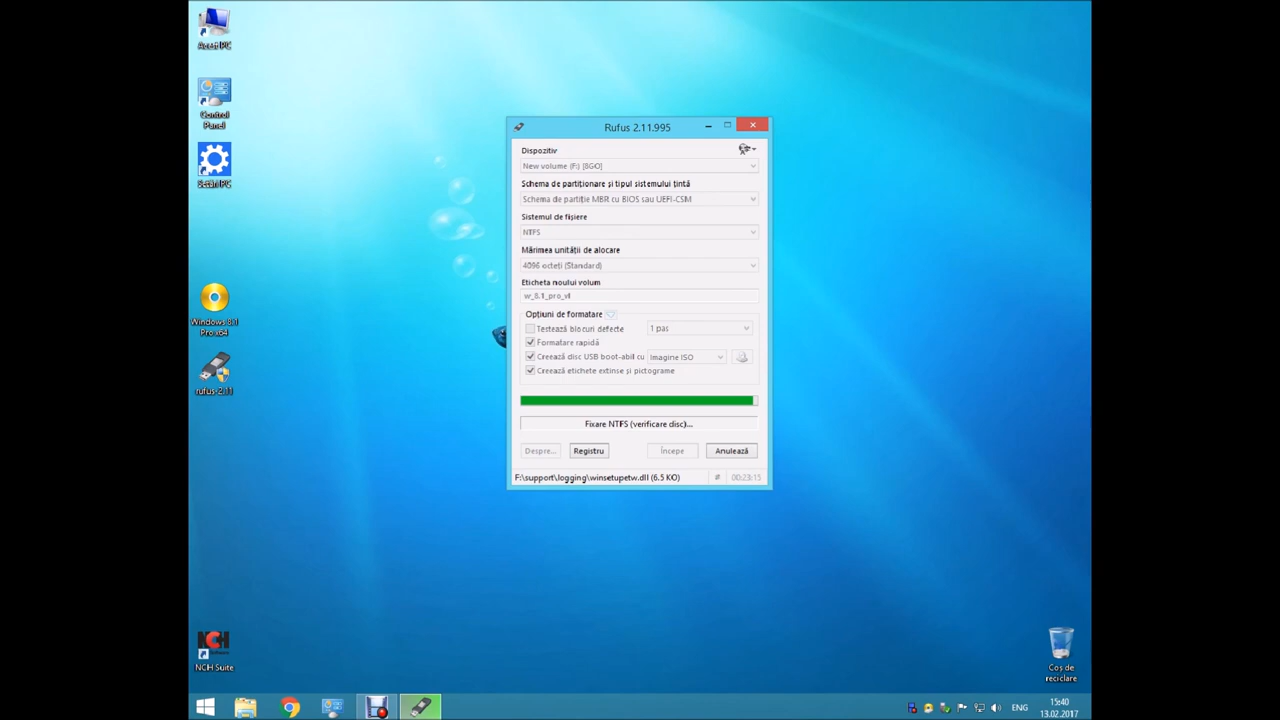 Acest PC
Control
Panel
Setări PC
Windows 8.1
Pro x64
rufus-2.11
NCH Suite
Rufus 2.11.995
Dispozitiv
New volume (F:) [8GO]
Schema de partiționare și tipul sistemului țintă
Schema de partiție MBR cu BIOS sau UEFI-CSM
Sistemul de fișiere
NTFS
Mărimea unității de alocare
4096 octeți (Standard)
Eticheta noului volum
w_8.1_pro_vl
Opțiuni de formatare
Testează blocuri defecte
1 pas
Formatare rapidă
Creează disc USB boot-abil cu
Imagine ISO
Creează etichete extinse și pictograme
Fixare NTFS (verificare disc)...
Despre...
Registru
Începe
Anulează
F:\support\logging\winsetupetw.dll (6.5 KO)
#
00:23:15
Coș de
reciclare
ENG
15:40
13.02.2017